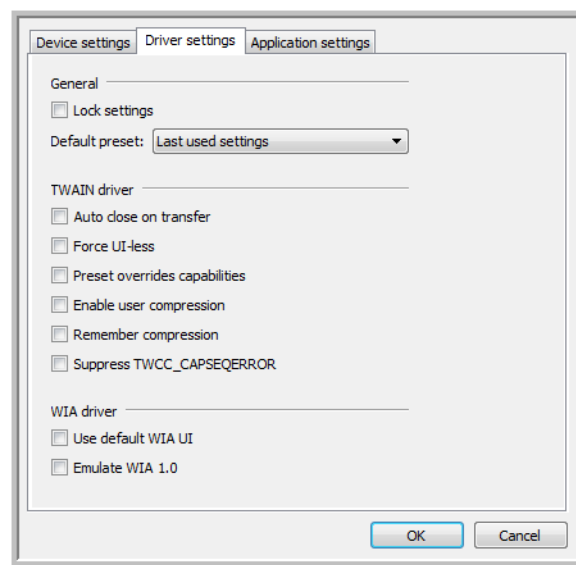 Device settings Driver settings Application settings
General
Lock settings
Default preset: Last used settings
TWAIN driver
Auto close on transfer
Force UI-less
Preset overrides capabilities
Enable user compression
Remember compression
Suppress TWCC_CAPSEQERROR
WIA driver
Use default WIA UI
Emulate WIA 1.0
OK Cancel